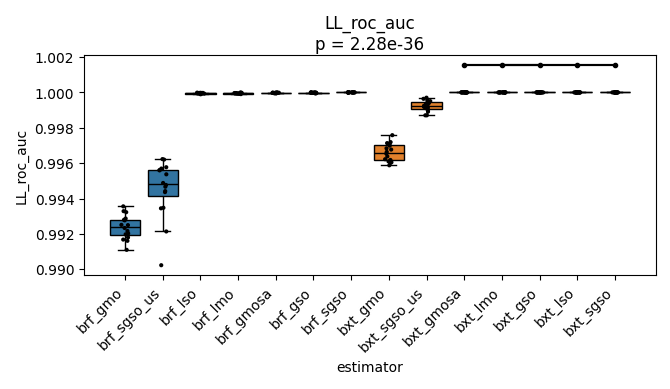 LL_roc_auc
p = 2.28e-36
LL_roc_auc
1.002
1.000
0.998
0.996
0.994
0.992
0.990
brf_gmo
brf_sgso_us
brf_lso
brf_lmo
brf_gmosa
brf_gso
brf_sgso
bxt_gmo
bxt_sgso_us
bxt_gmosa
bxt_lmo
bxt_gso
bxt_lso
bxt_sgso
estimator